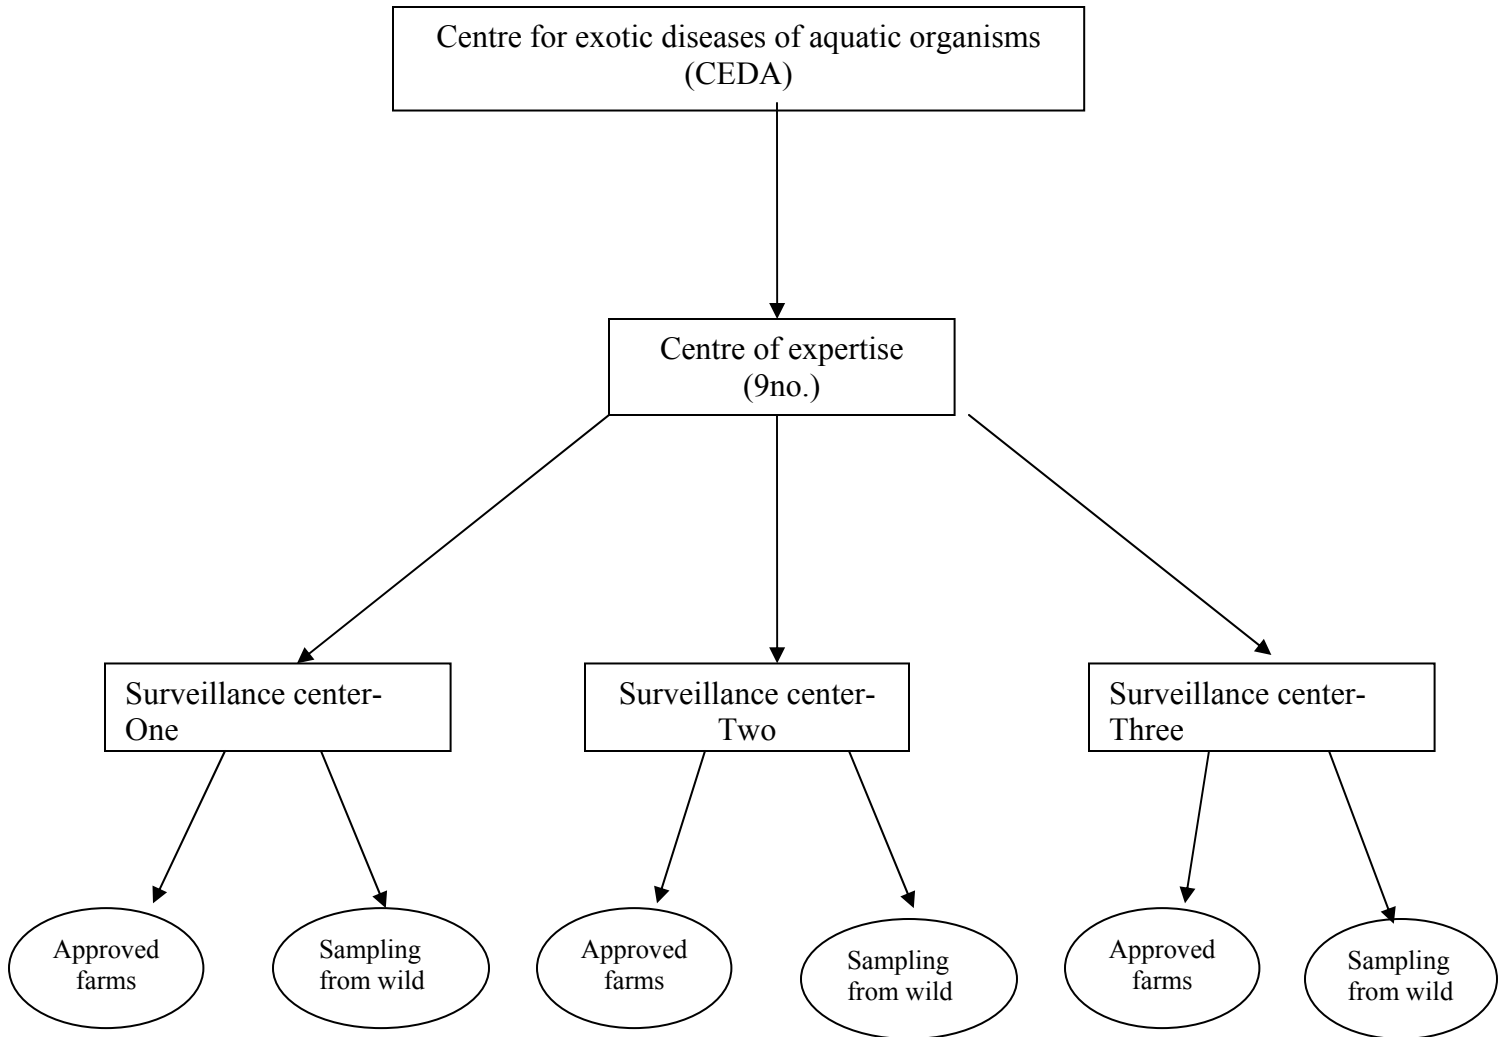 Centre for exotic diseases of aquatic organisms
(CEDA)
Centre of expertise
(9no.)
Surveillance center-
One
Surveillance center-
Two
Surveillance center-
Three
Approved
farms
Sampling
from wild
Approved
farms
Sampling
from wild
Approved
farms
Sampling
from wild